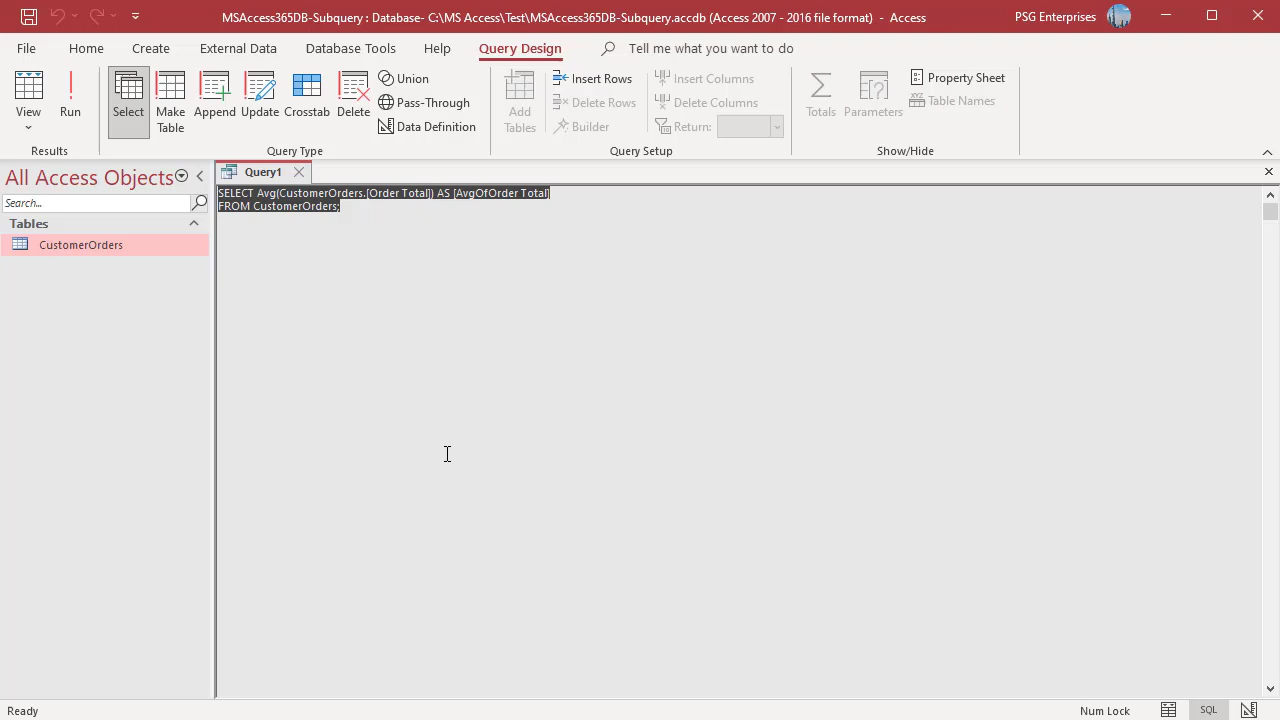 MSAccess365DB-Subquery : Database- C:\MS Access\Test\MSAccess365DB-Subquery.accdb (Access 2007 - 2016 file format) - Access
PSG Enterprises
File Home Create External Data Database Tools Help Query Design Tell me what you want to do
View
Run
Select
Make Table
Append
Update
Crosstab
Delete
Union
Pass-Through
Data Definition
Add Tables
Insert Rows
Delete Rows
Builder
Insert Columns
Delete Columns
Return:
Totals
Parameters
Property Sheet
XYZ Table Names
Results
Query Type
Query Setup
Show/Hide
All Access Objects
Search...
Tables
CustomerOrders
Query1
SELECT Avg(CustomerOrders.[Order Total]) AS [AvgOfOrder Total]
FROM CustomerOrders;
Ready
Num Lock
SQL